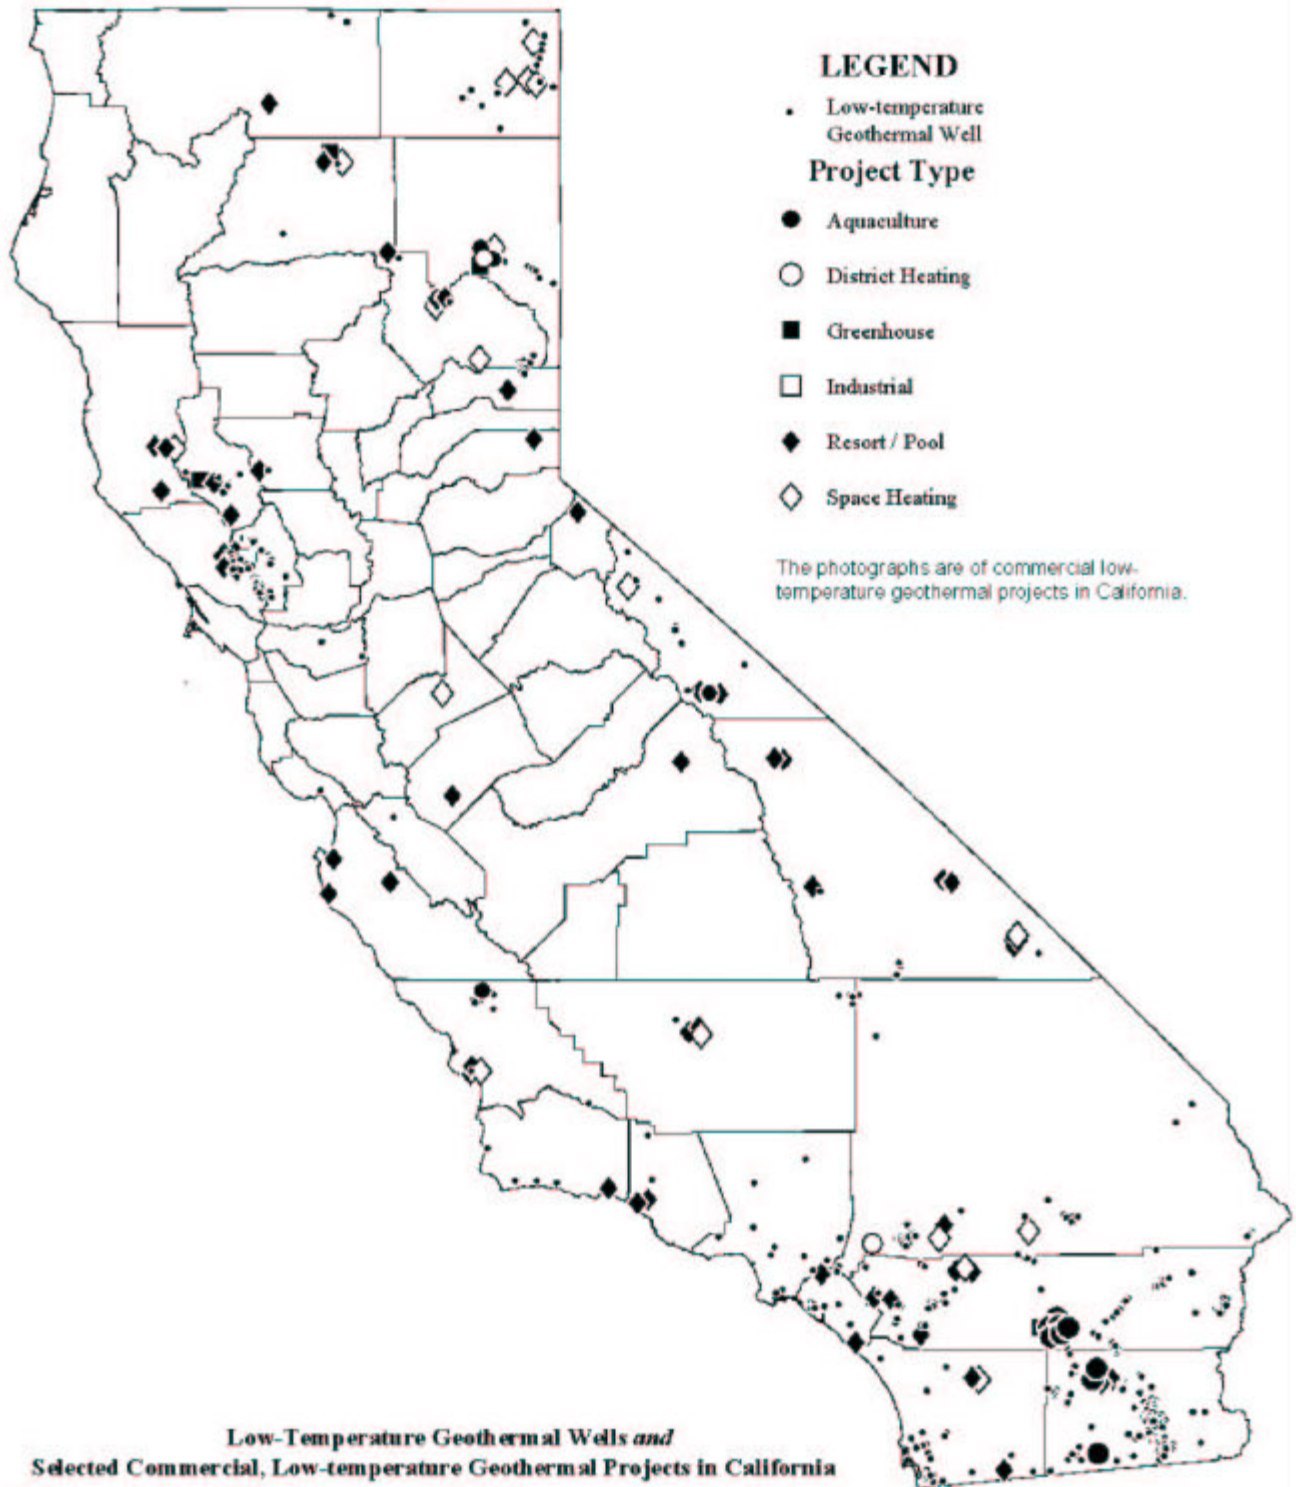 LEGEND
Low-temperature
Geothermal Well
Project Type
Aquaculture
District Heating
Greenhouse
Industrial
Resort / Pool
Space Heating
The photographs are of commercial low-
temperature geothermal projects in California.
Low-Temperature Geothermal Wells and
Selected Commercial, Low-temperature Geothermal Projects in California